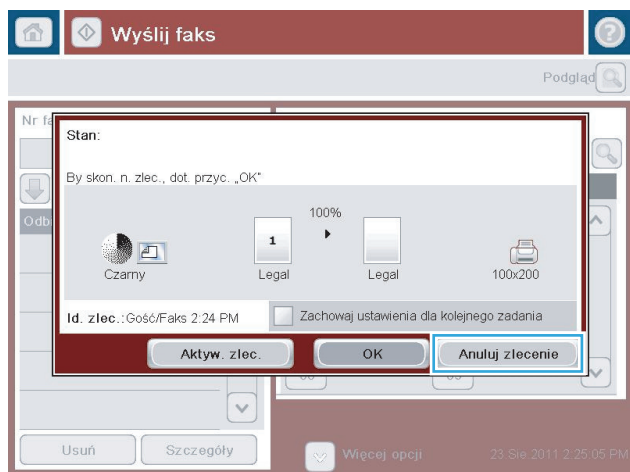 Wyślij faks
Podgląd
Nr fa
Stan:
By skon. n. zlec., dot. przyc. „OK"
Odb
100%
1
Czarny
Legal
Legal
100x200
Id. zlec.:Gość/Faks 2:24 PM
Zachowaj ustawienia dla kolejnego zadania
Aktyw. zlec.
OK
Anuluj zlecenie
Usuń
Szczegóły
Więcej opcji
23 Sie 2011 2:25:05 PM